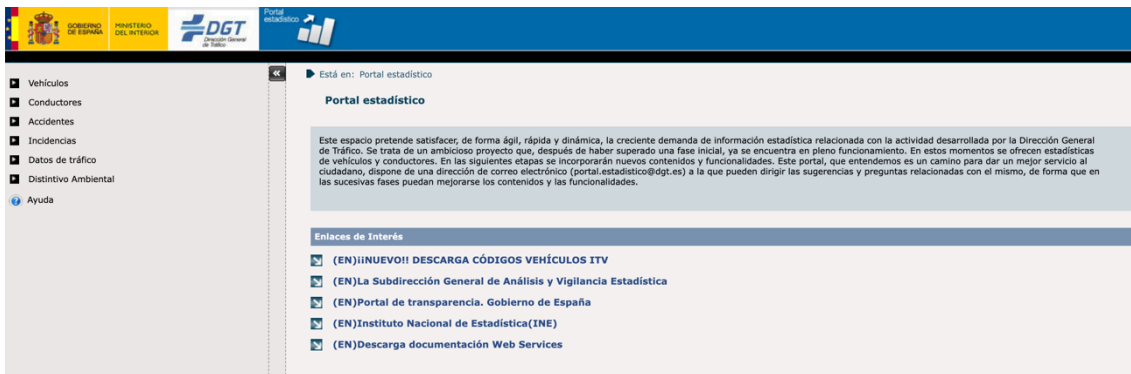 GOBIERNO
DE ESPAÑA
MINISTERIO
DEL INTERIOR
DGT
Dirección General
de Tráfico
Portal
estadístico
Vehículos
Conductores
Accidentes
Incidencias
Datos de tráfico
Distintivo Ambiental
Ayuda
Está en: Portal estadístico
Portal estadístico
Este espacio pretende satisfacer, de forma ágil, rápida y dinámica, la creciente demanda de información estadística relacionada con la actividad desarrollada por la Dirección General
de Tráfico. Se trata de un ambicioso proyecto que, después de haber superado una fase inicial, ya se encuentra en pleno funcionamiento. En estos momentos se ofrecen estadísticas
de vehículos y conductores. En las siguientes etapas se incorporarán nuevos contenidos y funcionalidades. Este portal, que entendemos es un camino para dar un mejor servicio al
ciudadano, dispone de una dirección de correo electrónico (portal.estadistico@dgt.es) a la que pueden dirigir las sugerencias y preguntas relacionadas con el mismo, de forma que en
las sucesivas fases puedan mejorarse los contenidos y las funcionalidades.
Enlaces de Interés
(EN)¡¡NUEVO!! DESCARGA CÓDIGOS VEHÍCULOS ITV
(EN)La Subdirección General de Análisis y Vigilancia Estadística
(EN)Portal de transparencia. Gobierno de España
(EN)Instituto Nacional de Estadística(INE)
(EN)Descarga documentación Web Services